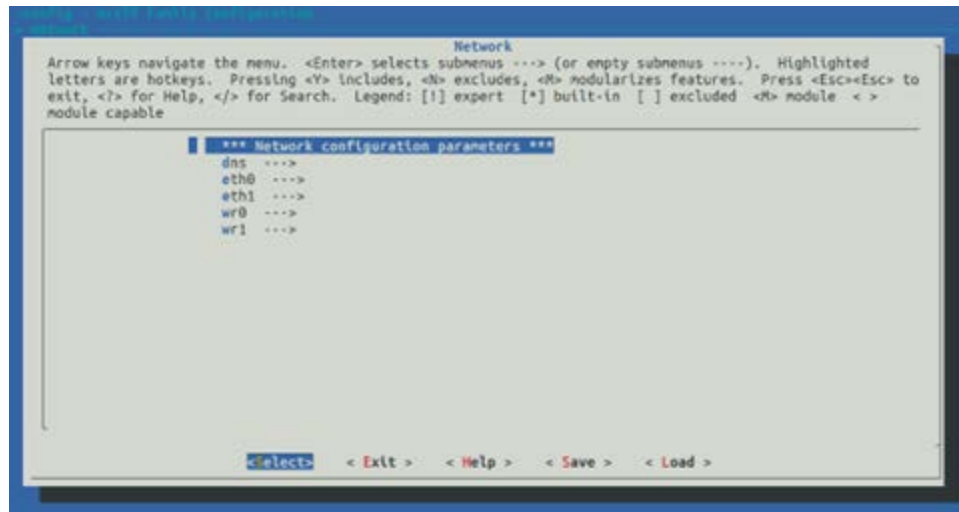 Network
Arrow keys navigate the menu. <Enter> selects submenus ---> (or empty submenus ----). Highlighted
letters are hotkeys. Pressing <Y> includes, <N> excludes, <M> modularizes features. Press <Esc><Esc> to
exit, <?> for Help, </> for Search. Legend: [!] expert [*] built-in [ ] excluded <M> module < >
module capable
*** Network configuration parameters ***
dns --->
eth0 --->
eth1 --->
wr0 --->
wr1 --->
<Select> < Exit > < Help > < Save > < Load >